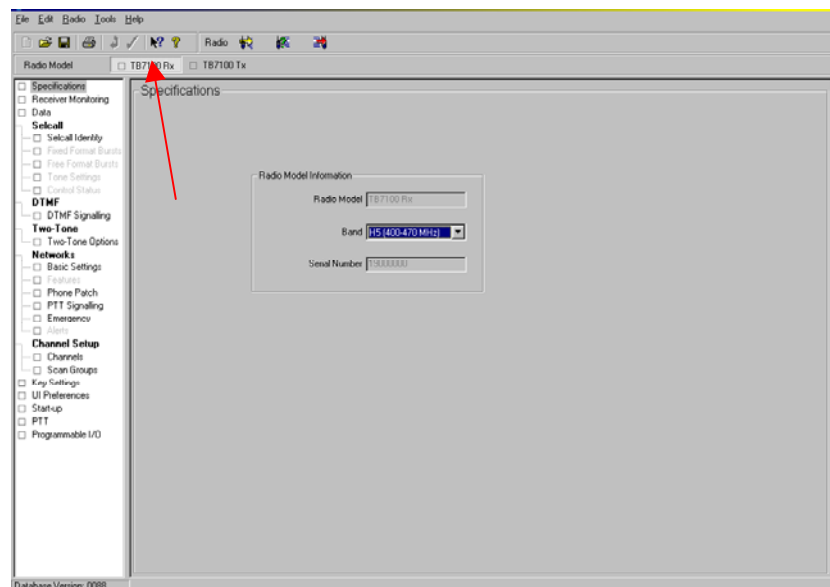 File Edit Radio Tools Help
Radio
Radio Model TB7100 Rx TB7100 Tx
Specifications
Receiver Monitoring
Data
Selcall
Selcall Identity
Fixed Format Bursts
Free Format Bursts
Tone Settings
Control Status
DTMF
DTMF Signaling
Two-Tone
Two-Tone Options
Networks
Basic Settings
Features
Phone Patch
PTT Signaling
Emergency
Alerts
Channel Setup
Channels
Scan Groups
Key Settings
UI Preferences
Start-up
PTT
Programmable I/O
Specifications
Radio Model Information
Radio Model TB7100 Rx
Band H5 (400-470 MHz)
Serial Number 19000000
Database Version: 0088